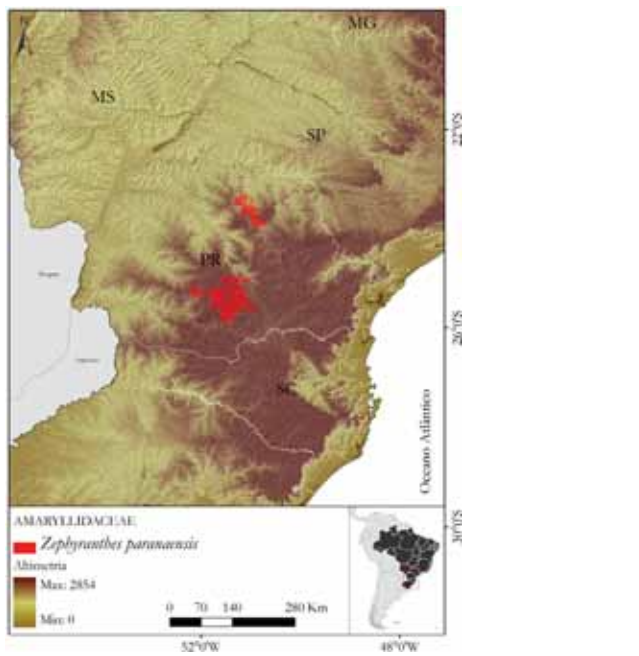 MG
MS
22°0'S
SP
PR
26°0'S
SC
Oceano Atlântico
30°0'S
AMARYLLIDACEAE
Zephyranthes paranaensis
Altimetria
Max: 2854
Min: 0
0 70 140 280 Km
52°0'W 48°0'W